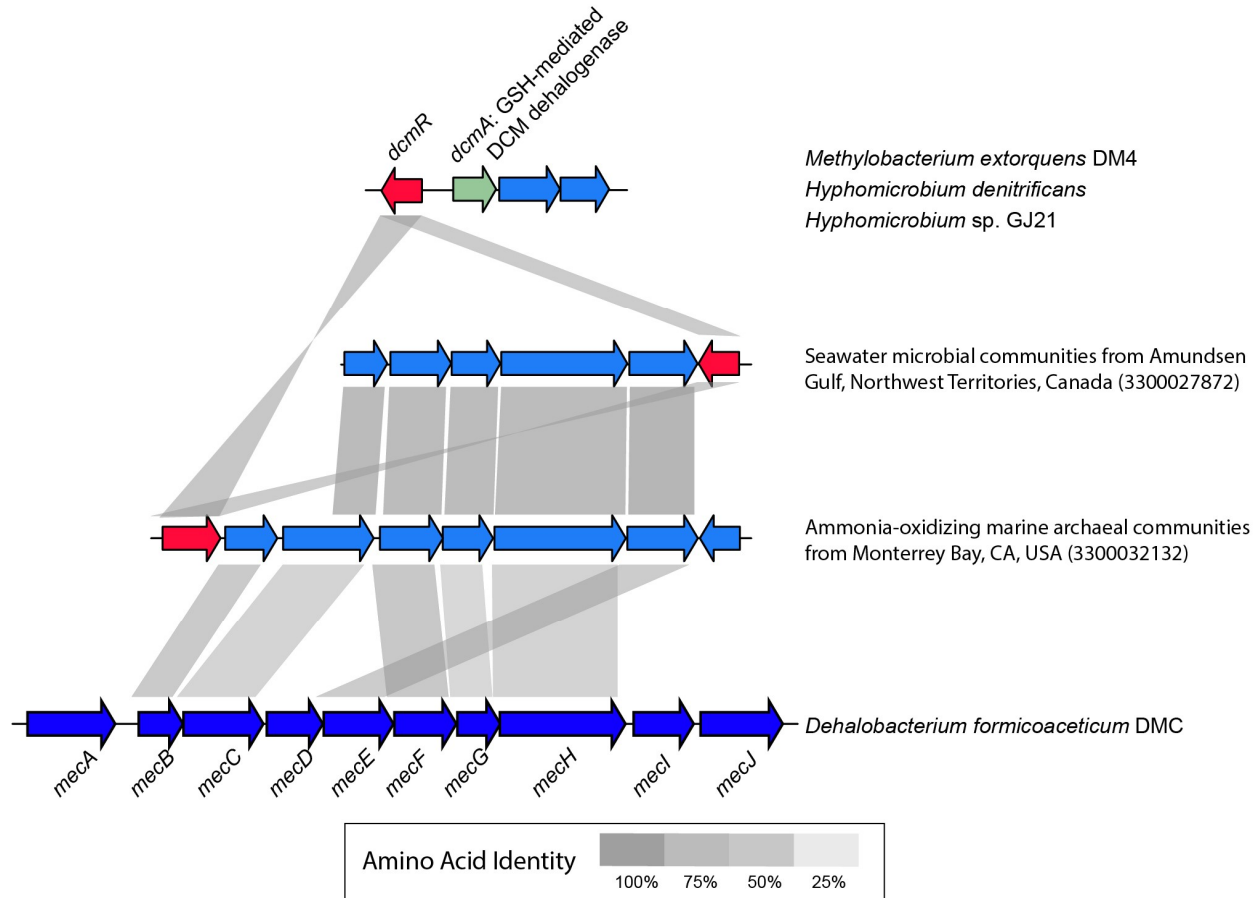 dcmR
dcmA: GSH-mediated
DCM dehalogenase
Methylobacterium extorquens DM4
Hyphomicrobium denitrificans
Hyphomicrobium sp. GJ21
Seawater microbial communities from Amundsen
Gulf, Northwest Territories, Canada (3300027872)
Ammonia-oxidizing marine archaeal communities
from Monterrey Bay, CA, USA (3300032132)
Dehalobacterium formicoaceticum DMC
mecA
mecB
mecC
mecD
mecE
mecF
mecG
mecH
mecI
mecJ
Amino Acid Identity
100% 75% 50% 25%